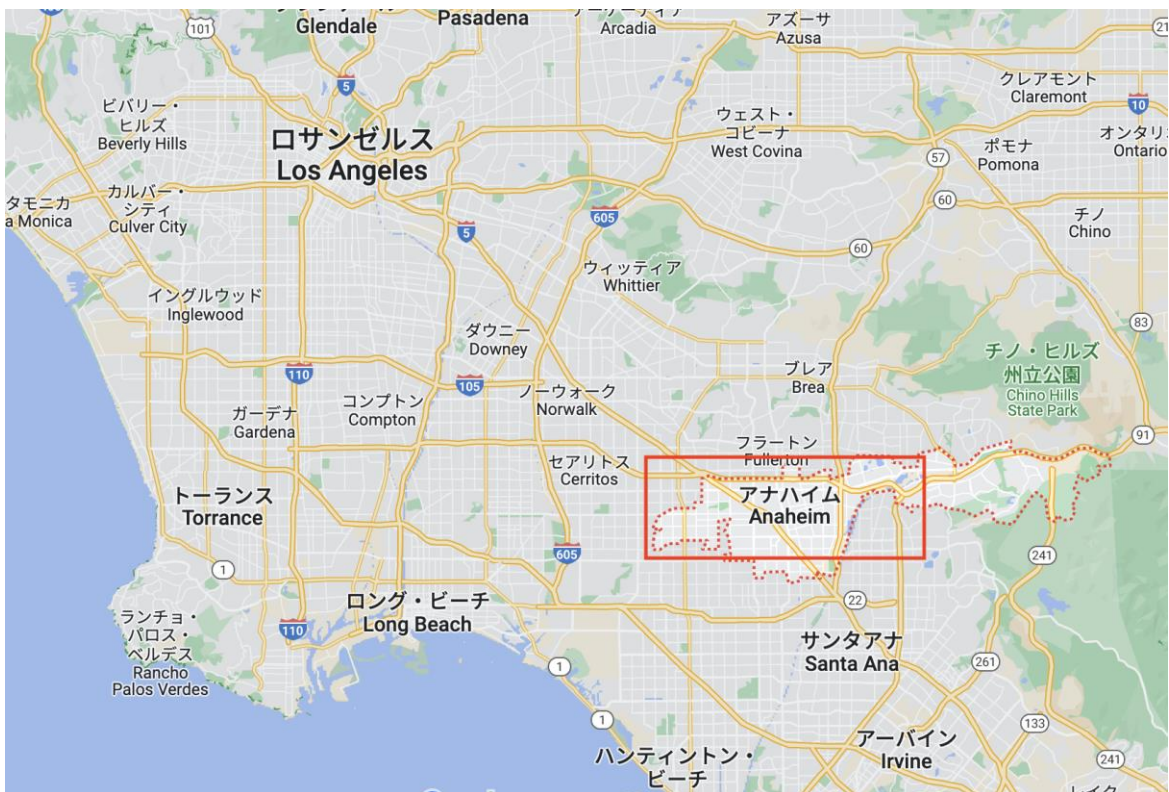 101
Glendale
Pasadena
Arcadia
アズーサ
Azusa
21
5
クレアモント
Claremont
10
ビバリー・
ヒルズ
Beverly Hills
ロサンゼルス
Los Angeles
ウェスト・
コビーナ
West Covina
57
ポモナ
Pomona
Ontario
タモニカ
a Monica
カルバー・
シティ
Culver City
60
5
605
60
チノ
Chino
ウィッティア
Whittier
イングルウッド
Inglewood
ダウニー
Downey
83
110
105
ノーウォーク
Norwalk
ブレア
Brea
チノ・ヒルズ
州立公園
Chino Hills
State Park
コンプトン
Compton
ガーデナ
Gardena
91
フラートン
Fullerton
セアリトス
Cerritos
トーランス
Torrance
アナハイム
Anaheim
605
241
1
22
ロング・ビーチ
Long Beach
ランチョ・
パロス・
ベルデス
Rancho
Palos Verdes
110
サンタアナ
Santa Ana
1
261
1
133
アーバイン
Irvine
241
ハンティントン・
ビーチ
レイク